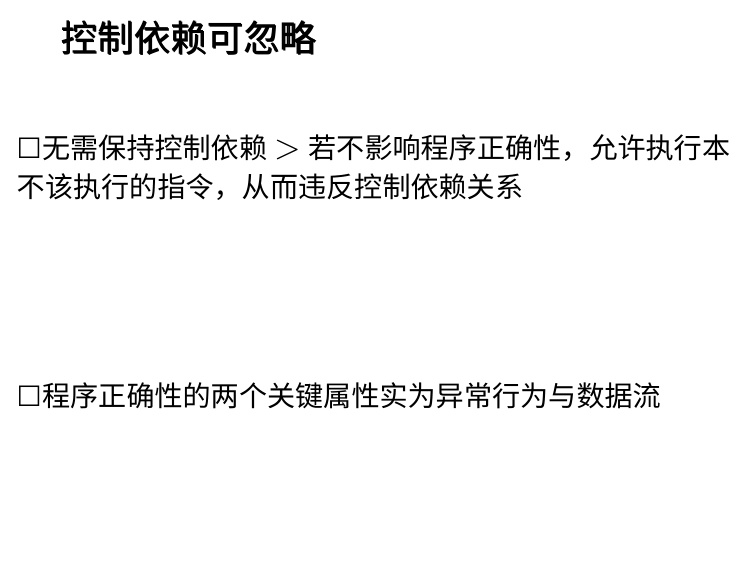 控制依赖可忽略
□无需保持控制依赖 > 若不影响程序正确性，允许执行本
不该执行的指令，从而违反控制依赖关系
□程序正确性的两个关键属性实为异常行为与数据流